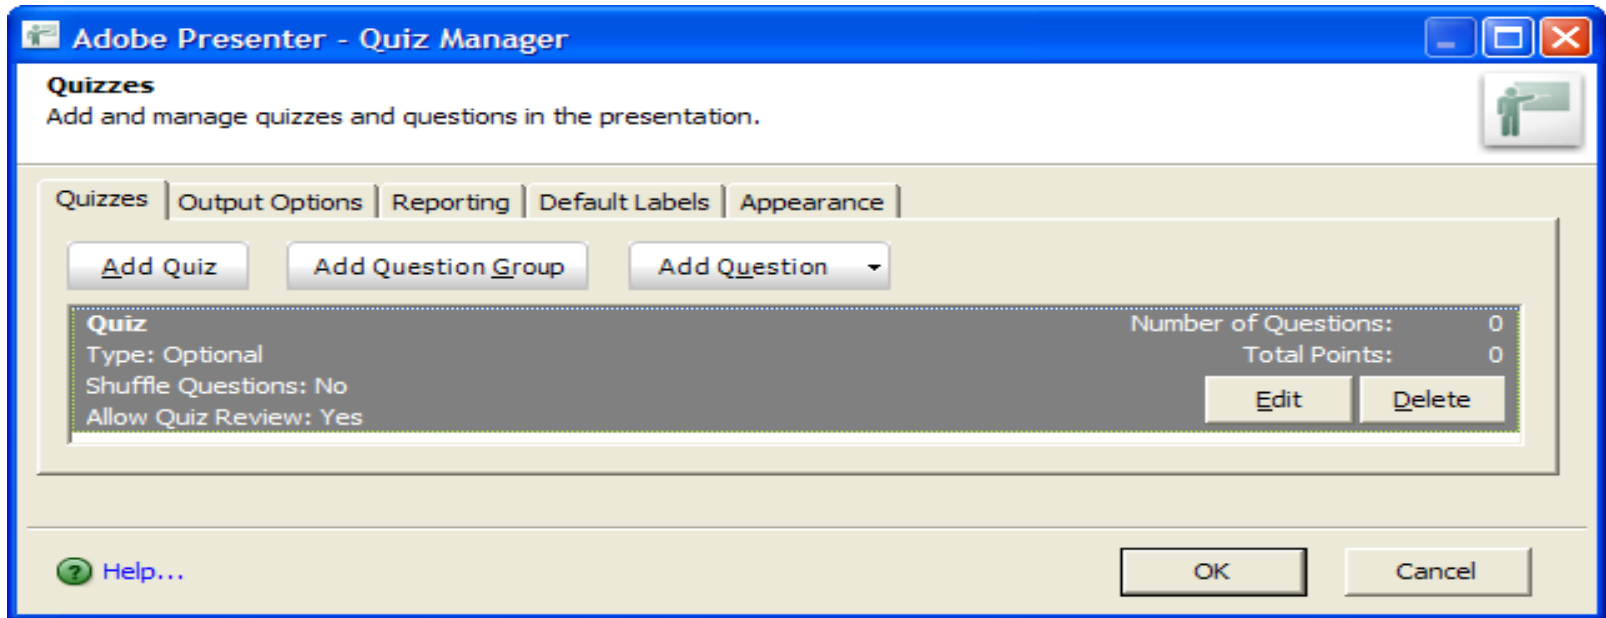 Adobe Presenter - Quiz Manager
Quizzes
Add and manage quizzes and questions in the presentation.
Quizzes Output Options Reporting Default Labels Appearance
Add Quiz Add Question Group Add Question
Quiz Number of Questions: 0
Type: Optional Total Points: 0
Shuffle Questions: No
Edit Delete
Allow Quiz Review: Yes
Help... OK Cancel